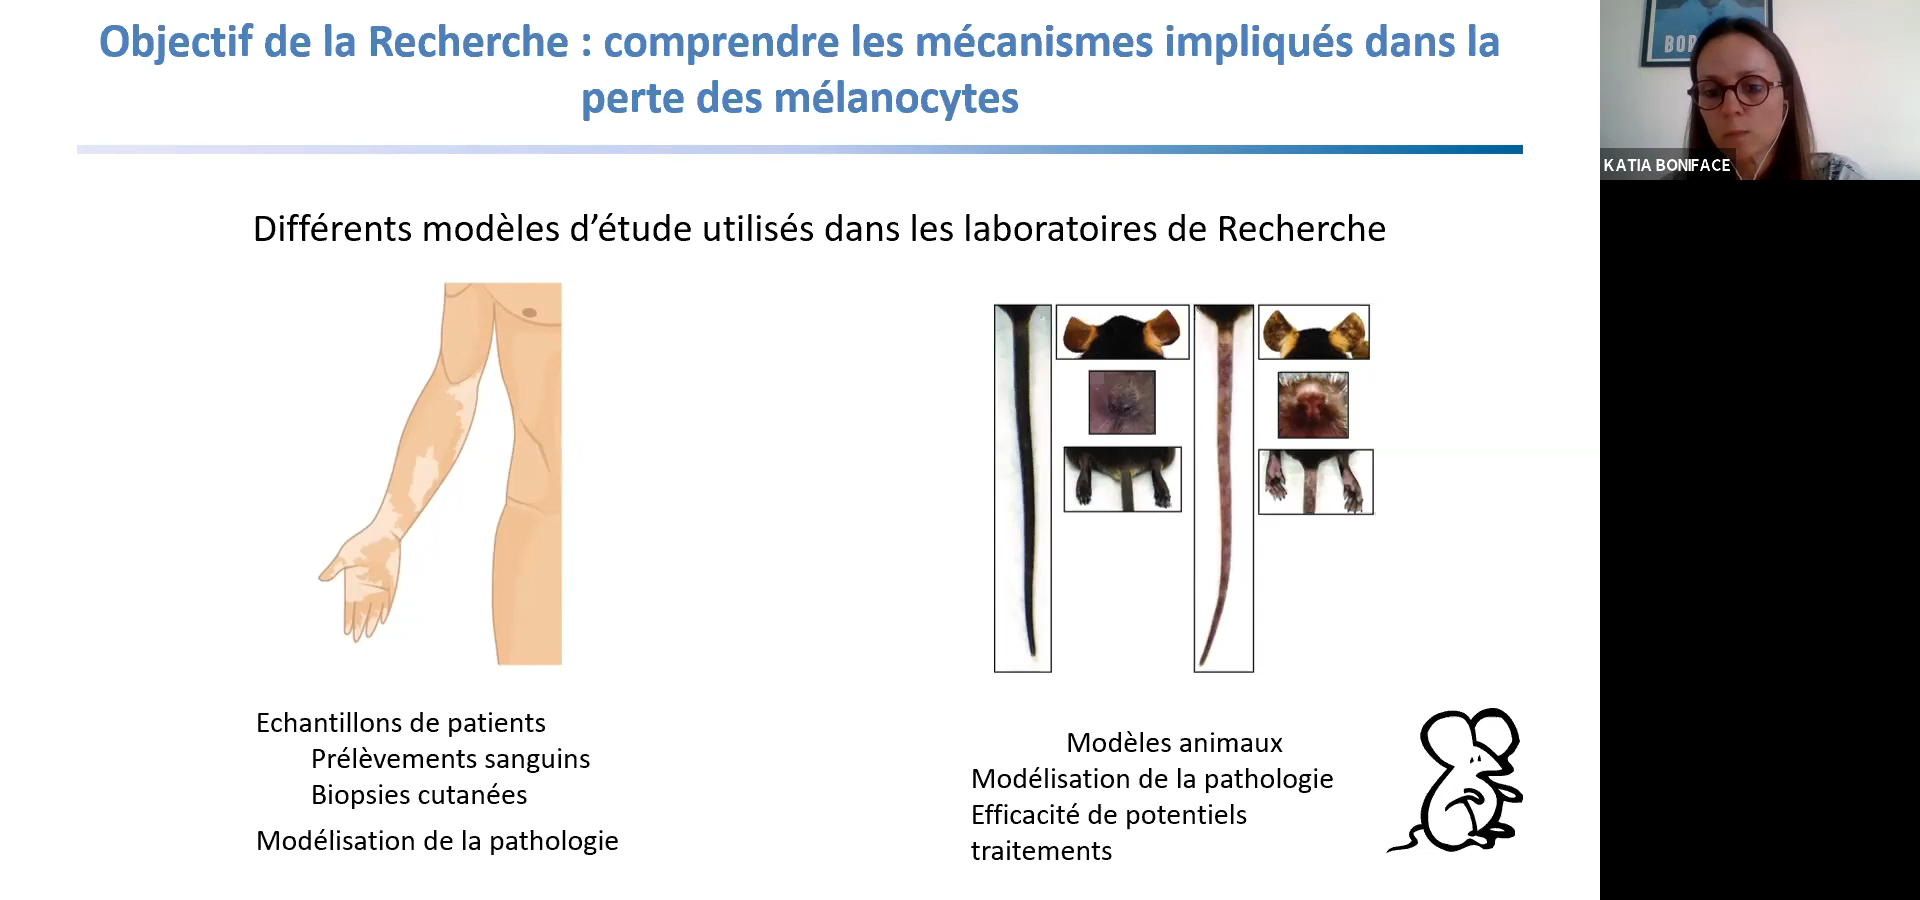 Objectif de la Recherche : comprendre les mécanismes impliqués dans la
perte des mélanocytes
BOR
KATIA BONIFACE
Différents modèles d’étude utilisés dans les laboratoires de Recherche
Echantillons de patients
Prélèvements sanguins
Biopsies cutanées
Modélisation de la pathologie
Modèles animaux
Modélisation de la pathologie
Efficacité de potentiels
traitements